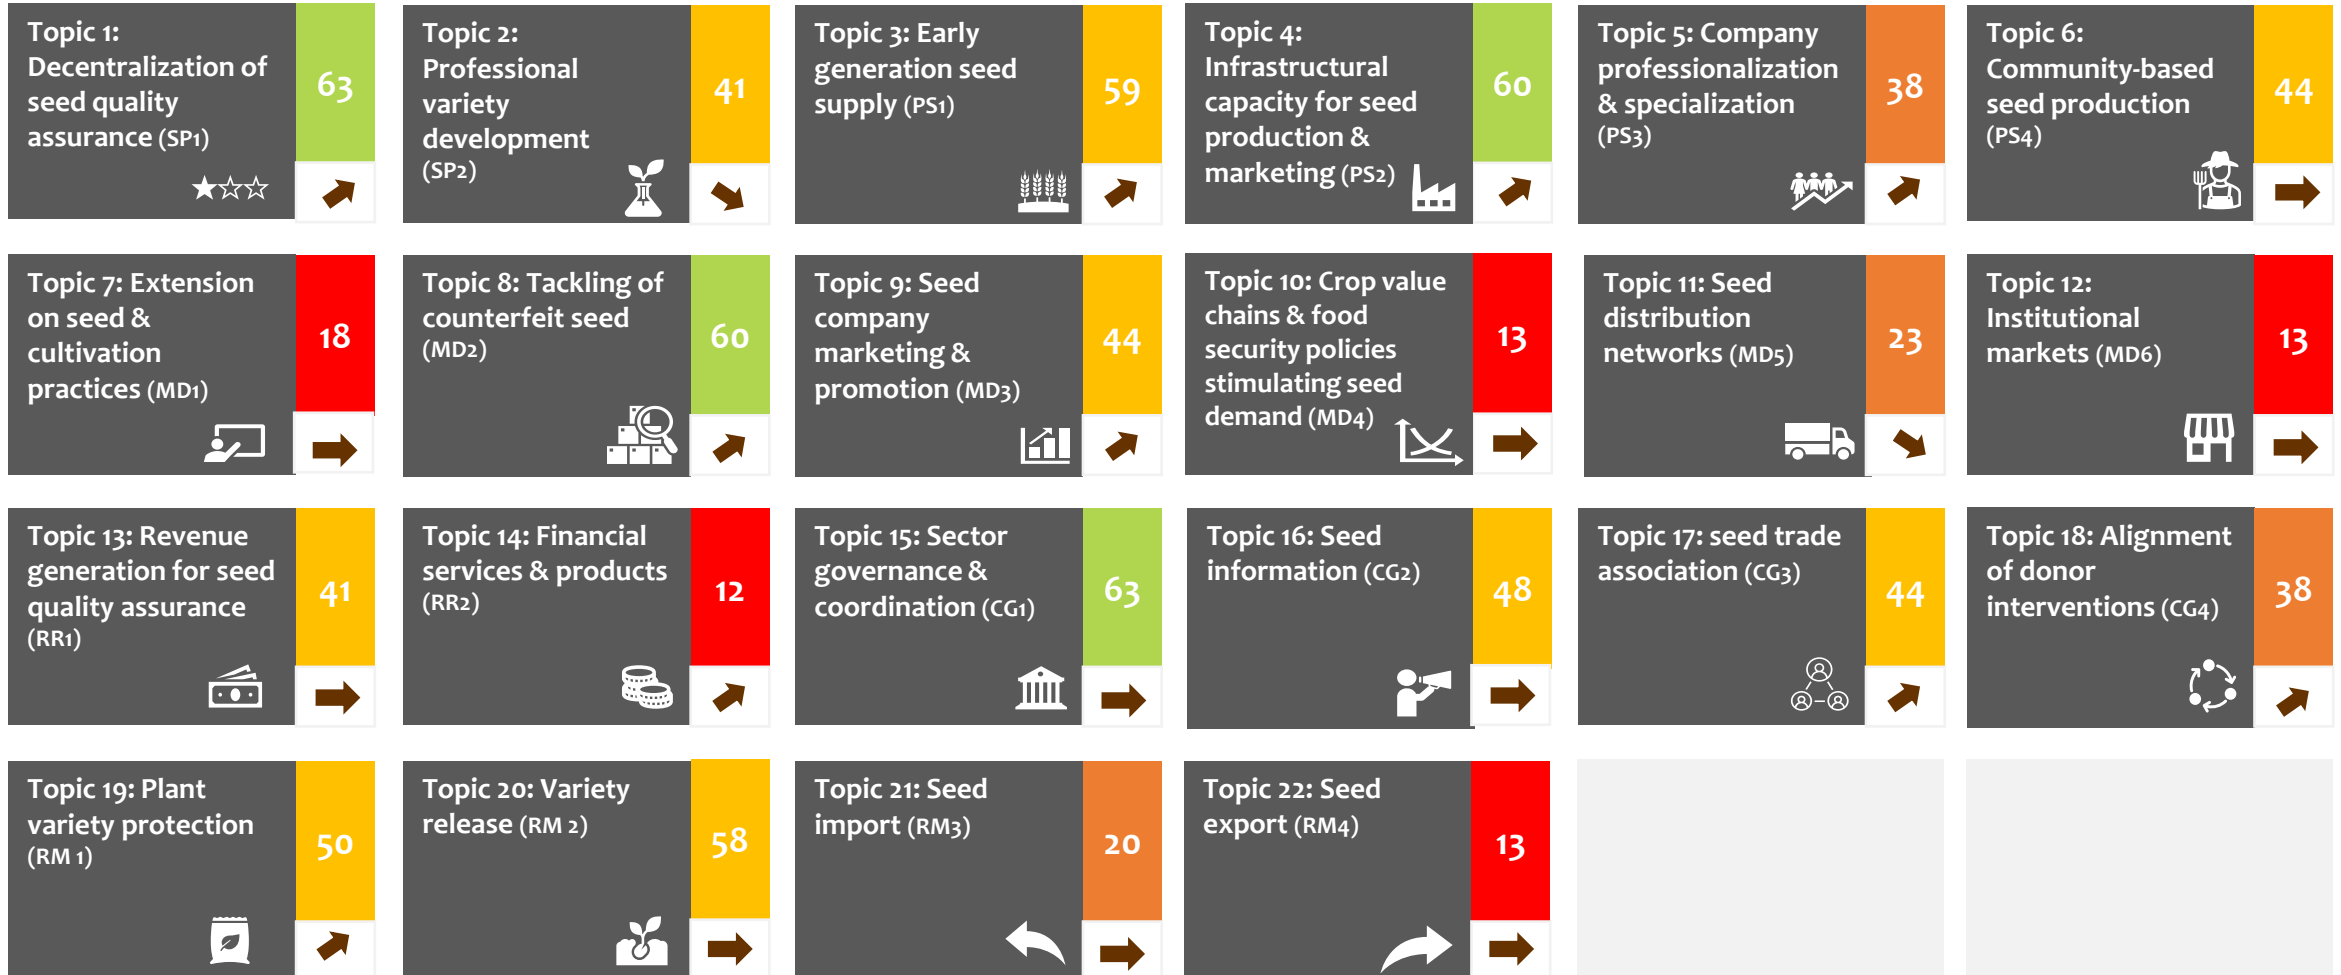 Topic 1:
Decentralization of
seed quality
assurance (SP1)
63
Topic 2:
Professional
variety
development
(SP2)
41
Topic 3: Early
generation seed
supply (PS1)
59
Topic 4:
Infrastructural
capacity for seed
production &
marketing (PS2)
60
Topic 5: Company
professionalization
& specialization
(PS3)
38
Topic 6:
Community-based
seed production
(PS4)
44
Topic 7: Extension
on seed &
cultivation
practices (MD1)
18
Topic 8: Tackling of
counterfeit seed
(MD2)
60
Topic 9: Seed
company
marketing &
promotion (MD3)
44
Topic 10: Crop value
chains & food
security policies
stimulating seed
demand (MD4)
13
Topic 11: Seed
distribution
networks (MD5)
23
Topic 12:
Institutional
markets (MD6)
13
Topic 13: Revenue
generation for seed
quality assurance
(RR1)
41
Topic 14: Financial
services & products
(RR2)
12
Topic 15: Sector
governance &
coordination (CG1)
63
Topic 16: Seed
information (CG2)
48
Topic 17: seed trade
association (CG3)
44
Topic 18: Alignment
of donor
interventions (CG4)
38
Topic 19: Plant
variety protection
(RM 1)
50
Topic 20: Variety
release (RM 2)
58
Topic 21: Seed
import (RM3)
20
Topic 22: Seed
export (RM4)
13